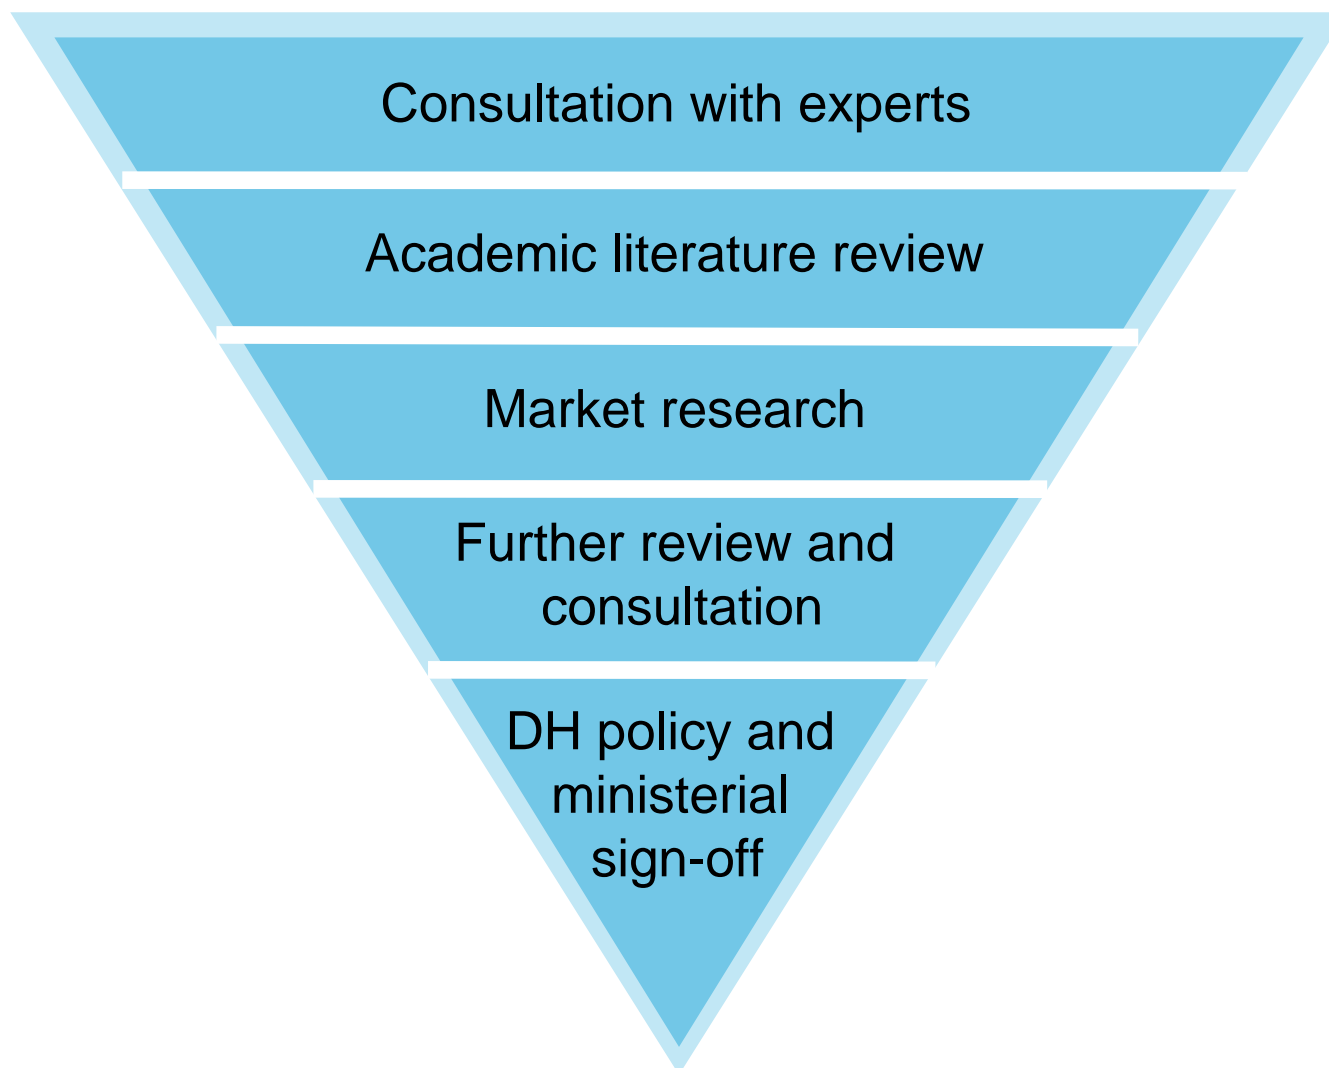 Consultation with experts
Academic literature review
Market research
Further review and
consultation
DH policy and
ministerial
sign-off